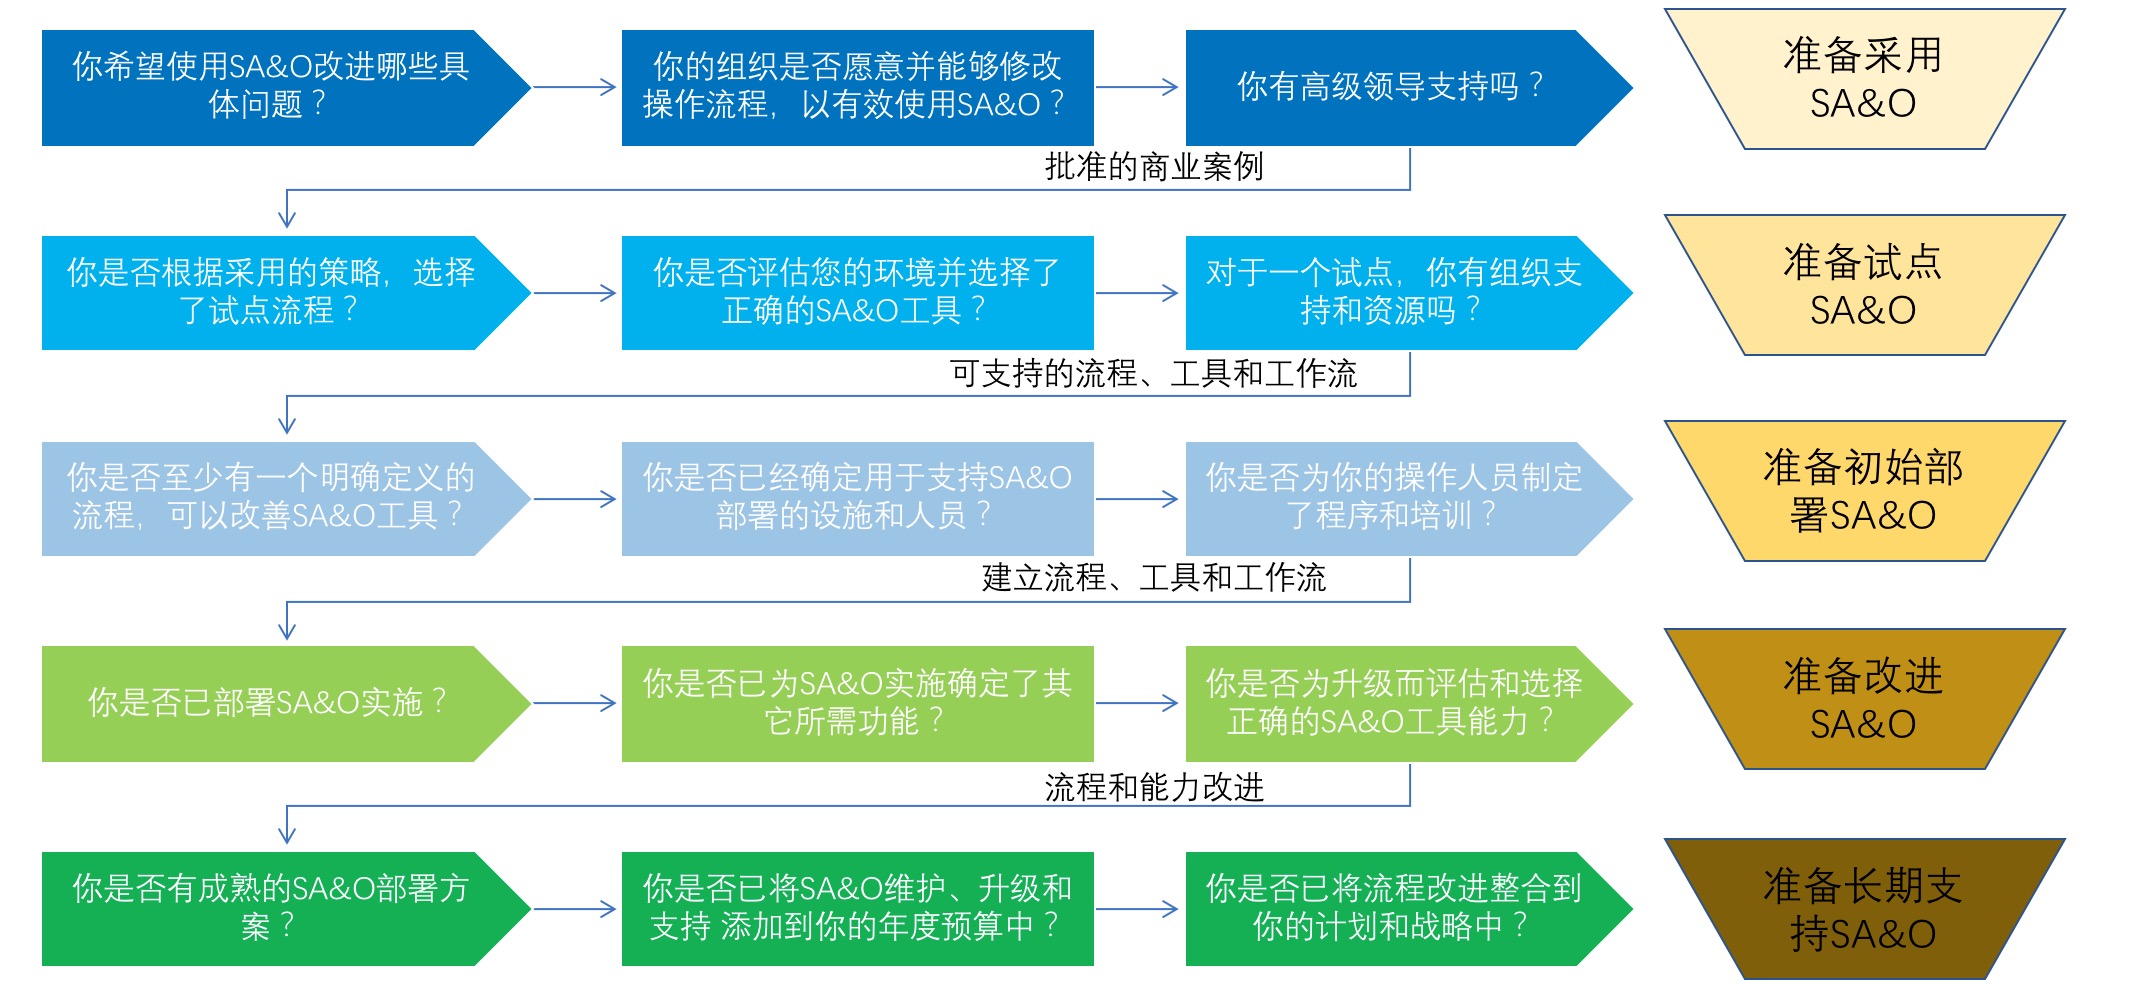 你希望使用SA&O改进哪些具
体问题？
你的组织是否愿意并能够修改
操作流程，以有效使用SA&O？
你有高级领导支持吗？
准备采用
SA&O
批准的商业案例
你是否根据采用的策略，选择
了试点流程？
你是否评估您的环境并选择了
正确的SA&O工具？
对于一个试点，你有组织支
持和资源吗？
准备试点
SA&O
可支持的流程、工具和工作流
你是否至少有一个明确定义的
流程，可以改善SA&O工具？
你是否已经确定用于支持SA&O
部署的设施和人员？
你是否为你的操作人员制定
了程序和培训？
准备初始部
署SA&O
建立流程、工具和工作流
你是否已部署SA&O实施？
你是否已为SA&O实施确定了其
它所需功能？
你是否为升级而评估和选择
正确的SA&O工具能力？
准备改进
SA&O
流程和能力改进
你是否有成熟的SA&O部署方
案？
你是否已将SA&O维护、升级和
支持 添加到你的年度预算中？
你是否已将流程改进整合到
你的计划和战略中？
准备长期支
持SA&O